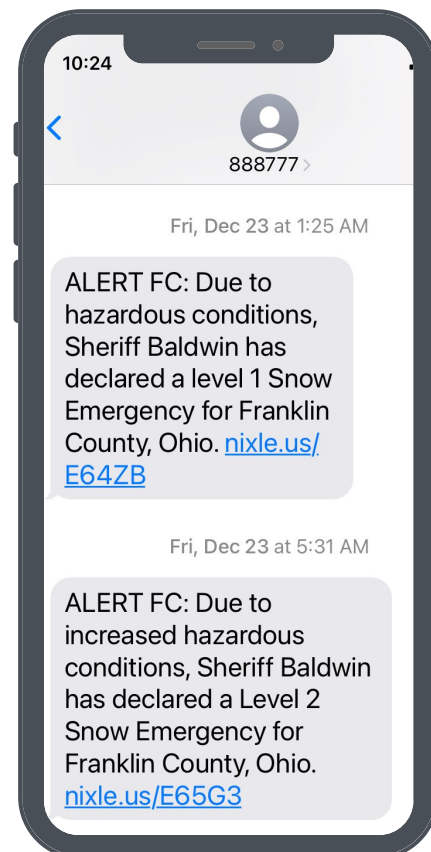 10:24
888777
Fri, Dec 23 at 1:25 AM
ALERT FC: Due to
hazardous conditions,
Sheriff Baldwin has
declared a level 1 Snow
Emergency for Franklin
County, Ohio. nixle.us/
E64ZB
Fri, Dec 23 at 5:31 AM
ALERT FC: Due to
increased hazardous
conditions, Sheriff Baldwin
has declared a Level 2
Snow Emergency for
Franklin County, Ohio.
nixle.us/E65G3